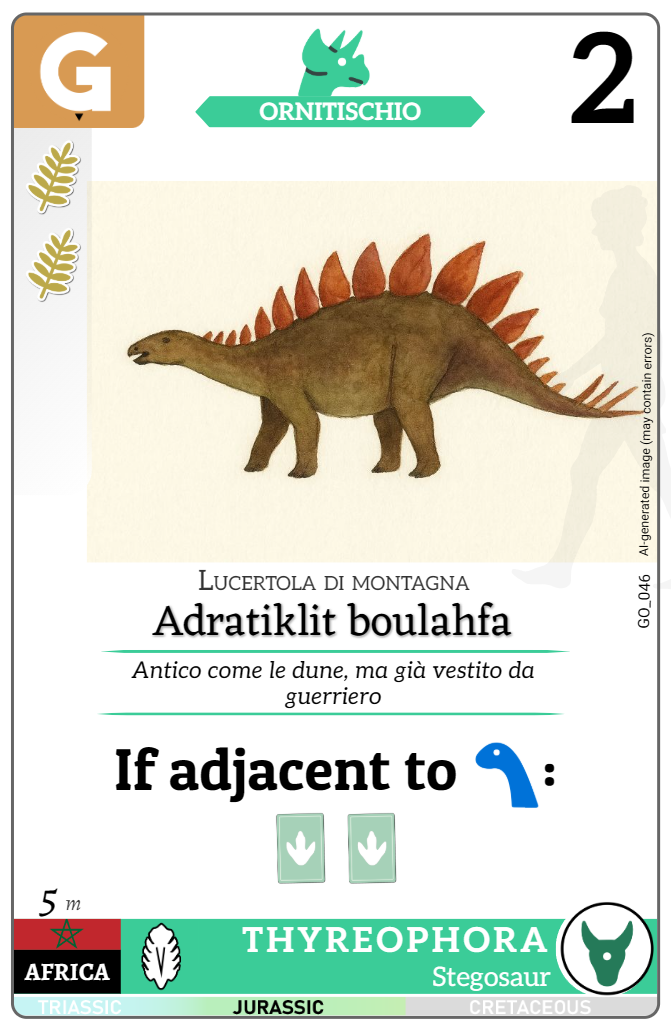 G
ORNITISCHIO
2
AI-generated image (may contain errors)
GO_046
Lucertola di montagna
Adratiklit boulahfa
Antico come le dune, ma già vestito da
guerriero
If adjacent to :
5 m
AFRICA
THYREOPHORA
Stegosaur
TRIASSIC
JURASSIC
CRETACEOUS